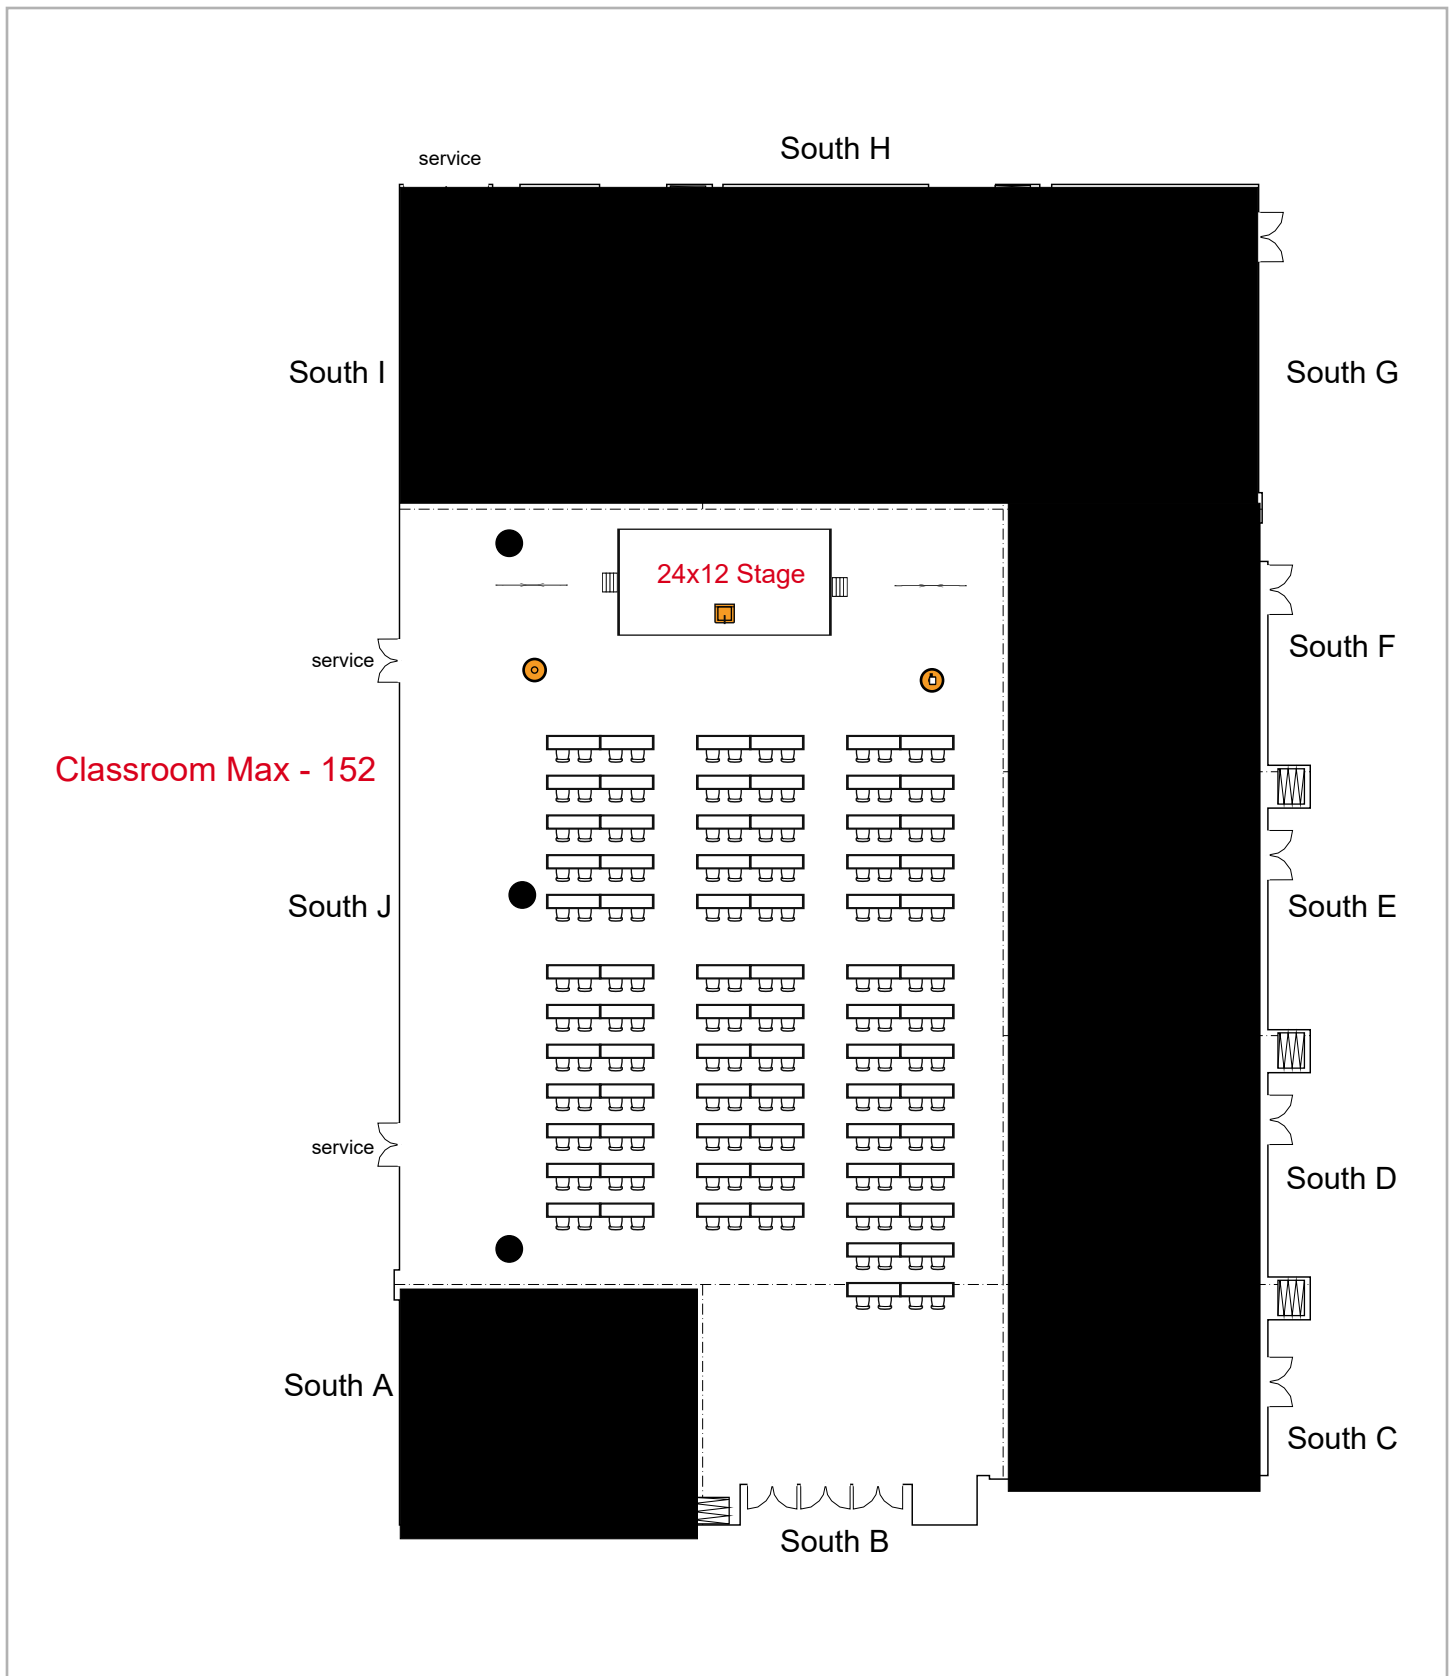 South H
service
South I
South G
24x12 Stage
South F
service
Classroom Max - 152
South J
South E
service
South D
South A
South C
South B